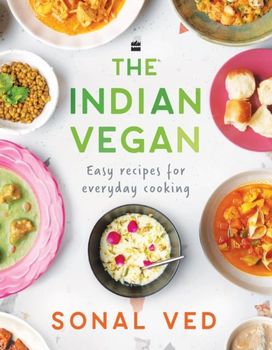 THE
INDIAN
VEGAN
Easy recipes for
everyday cooking
SONAL VED